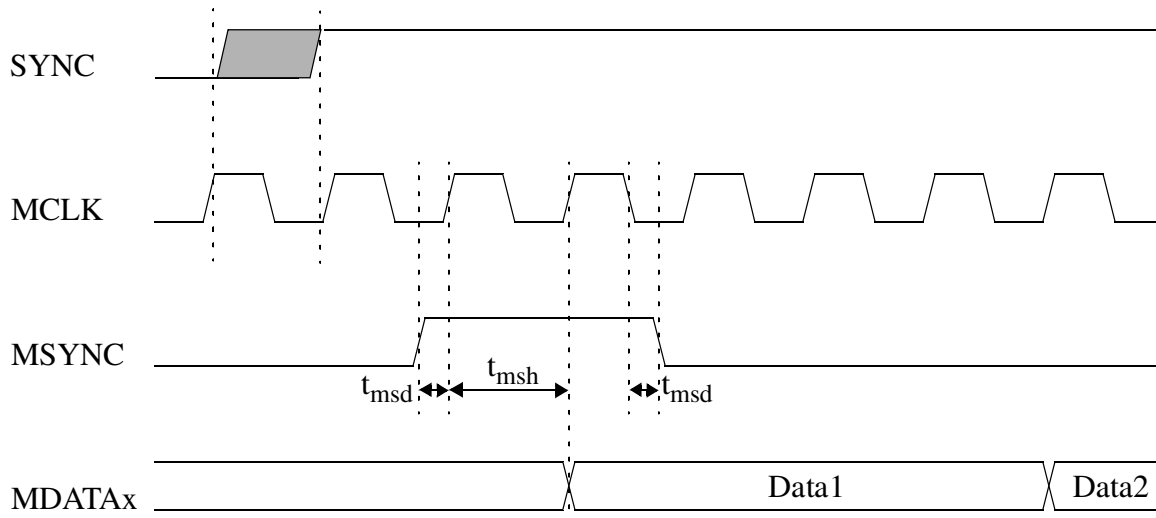 SYNC
MCLK
MSYNC
tmsd tmsh tmsd
MDATAx Data1 Data2